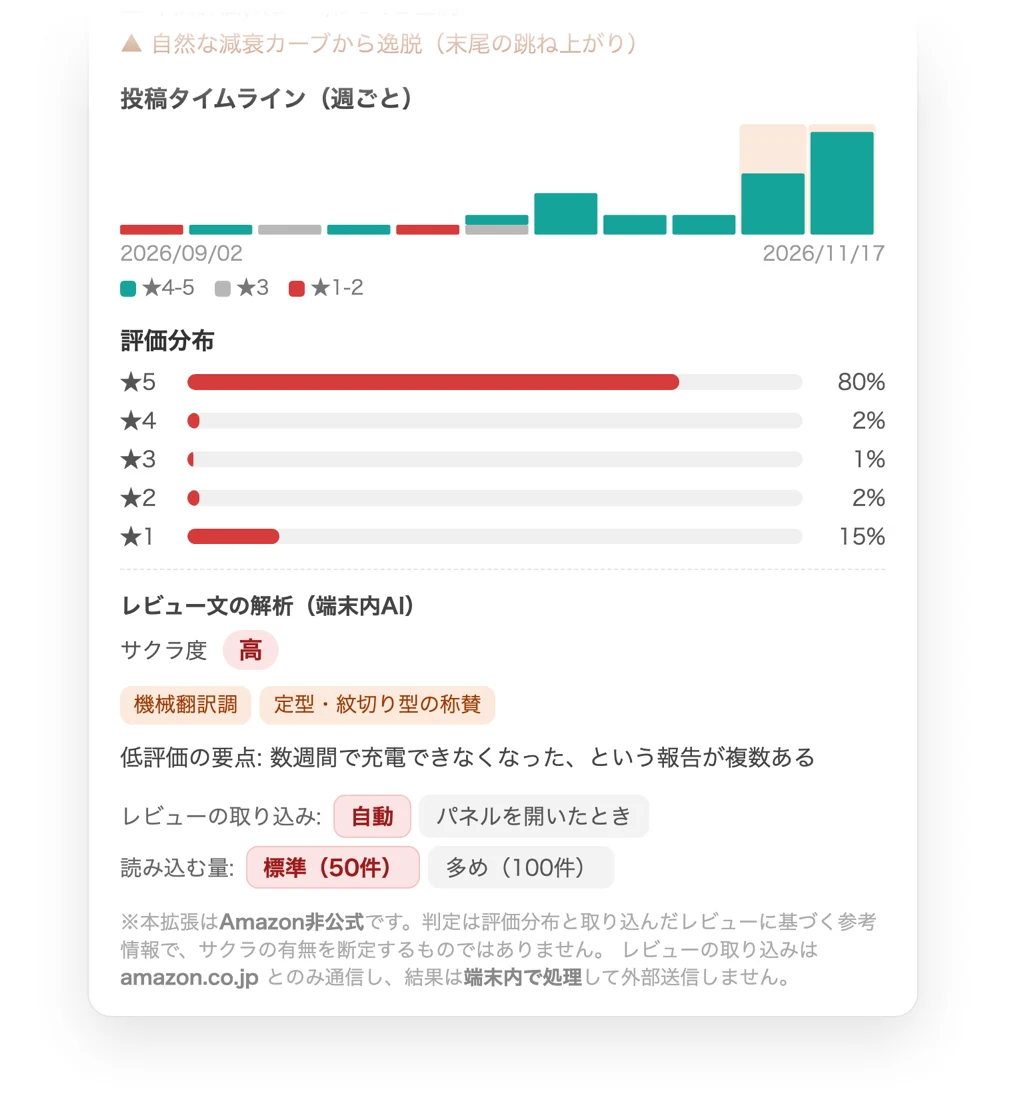 ▲ 自然な減衰カーブから逸脱（末尾の跳ね上がり）
投稿タイムライン（週ごと）
2026/09/02 2026/11/17
★4-5 ★3 ★1-2
評価分布
★5 80%
★4 2%
★3 1%
★2 2%
★1 15%
レビュー文の解析（端末内AI）
サクラ度 高
機械翻訳調 定型・紋切り型の称賛
低評価の要点: 数週間で充電できなくなった、という報告が複数ある
レビューの取り込み: 自動 パネルを開いたとき
読み込む量: 標準（50件） 多め（100件）
※本拡張はAmazon非公式です。判定は評価分布と取り込んだレビューに基づく参考
情報で、サクラの有無を断定するものではありません。 レビューの取り込みは
amazon.co.jp とのみ通信し、結果は端末内で処理して外部送信しません。